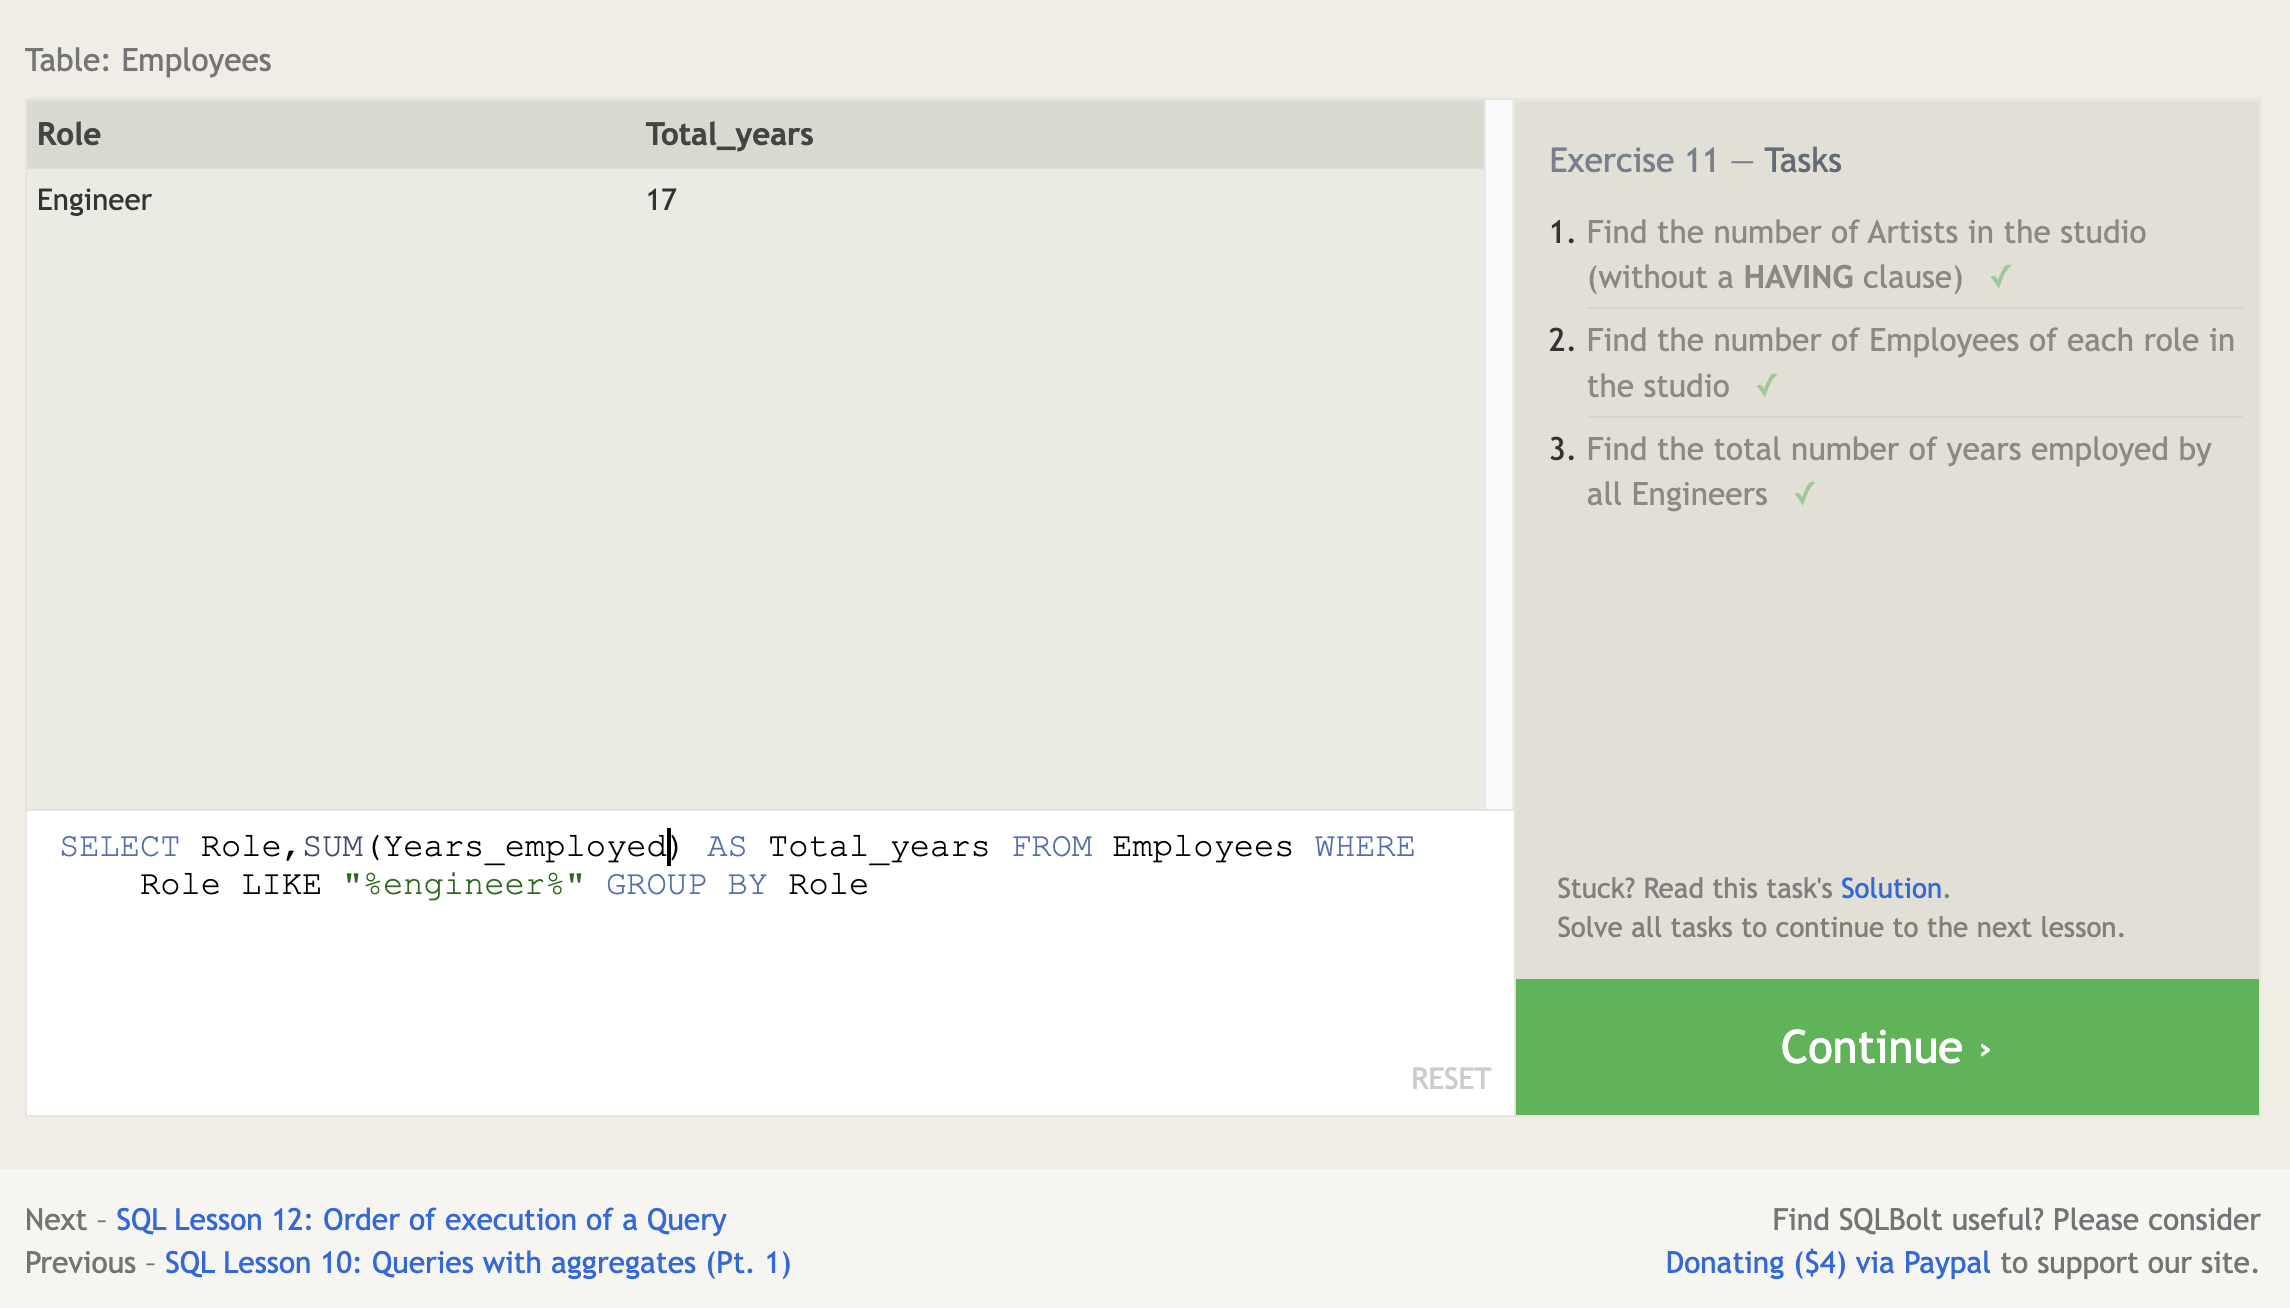 Table: Employees
Role Total_years
Engineer 17
SELECT Role,SUM(Years_employed) AS Total_years FROM Employees WHERE
Role LIKE "%engineer%" GROUP BY Role
RESET
Exercise 11 — Tasks
1. Find the number of Artists in the studio
(without a HAVING clause) ✓
2. Find the number of Employees of each role in
the studio ✓
3. Find the total number of years employed by
all Engineers ✓
Stuck? Read this task's Solution.
Solve all tasks to continue to the next lesson.
Continue ›
Next – SQL Lesson 12: Order of execution of a Query
Previous – SQL Lesson 10: Queries with aggregates (Pt. 1)
Find SQLBolt useful? Please consider
Donating ($4) via Paypal to support our site.